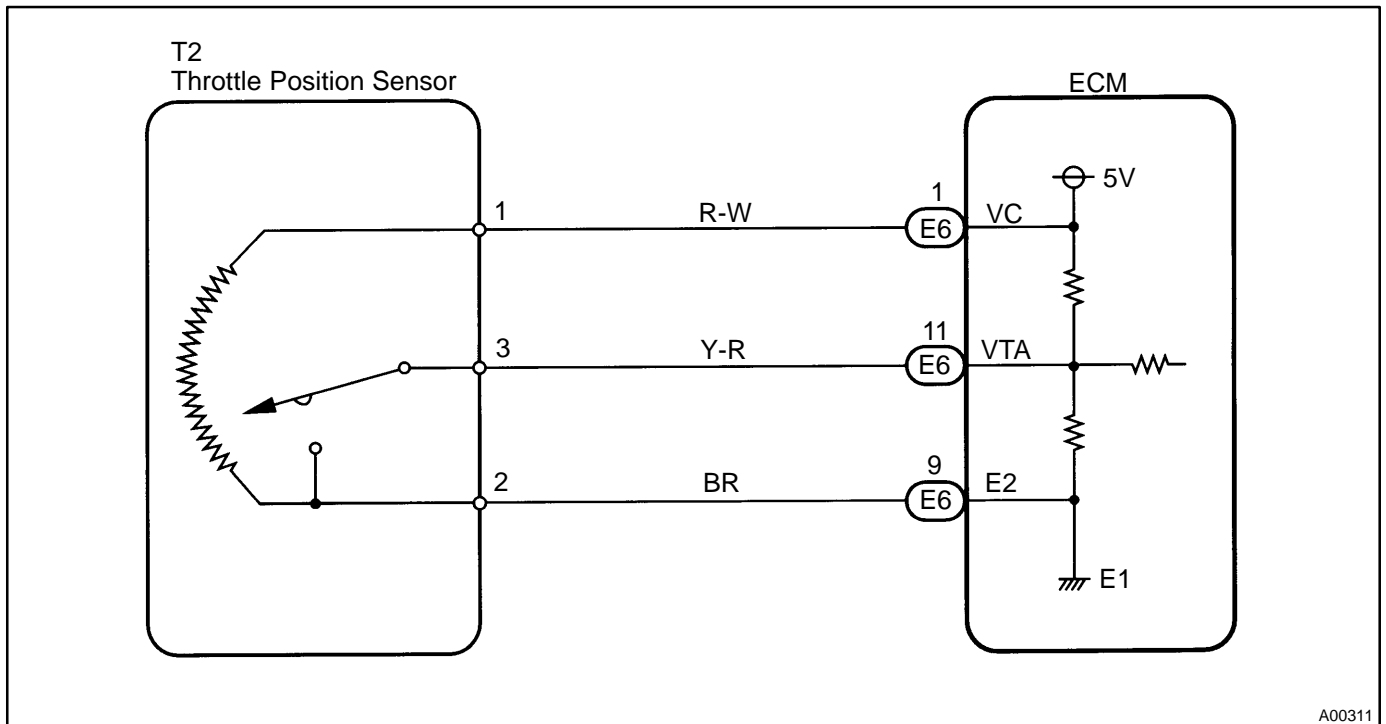 T2
Throttle Position Sensor
ECM
5V
1
R-W
1
E6
VC
3
Y-R
11
E6
VTA
2
BR
9
E6
E2
E1
A00311